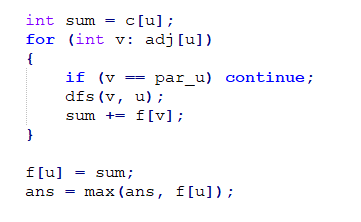 int sum = c[u];
for (int v: adj[u])
{
    if (v == par_u) continue;
    dfs(v, u);
    sum += f[v];
}

f[u] = sum;
ans = max(ans, f[u]);